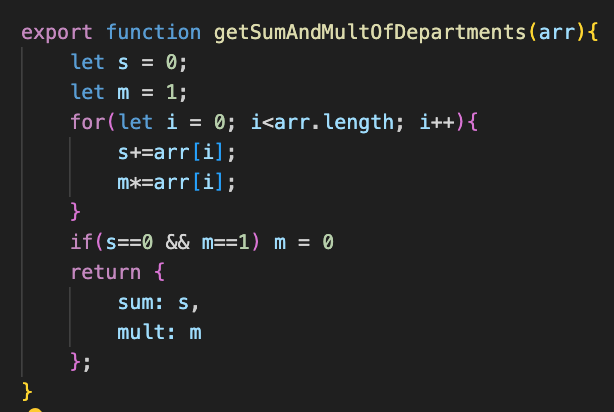 export function getSumAndMultOfDepartments(arr){
    let s = 0;
    let m = 1;
    for(let i = 0; i<arr.length; i++){
        s+=arr[i];
        m*=arr[i];
    }
    if(s==0 && m==1) m = 0
    return {
        sum: s,
        mult: m
    };
}